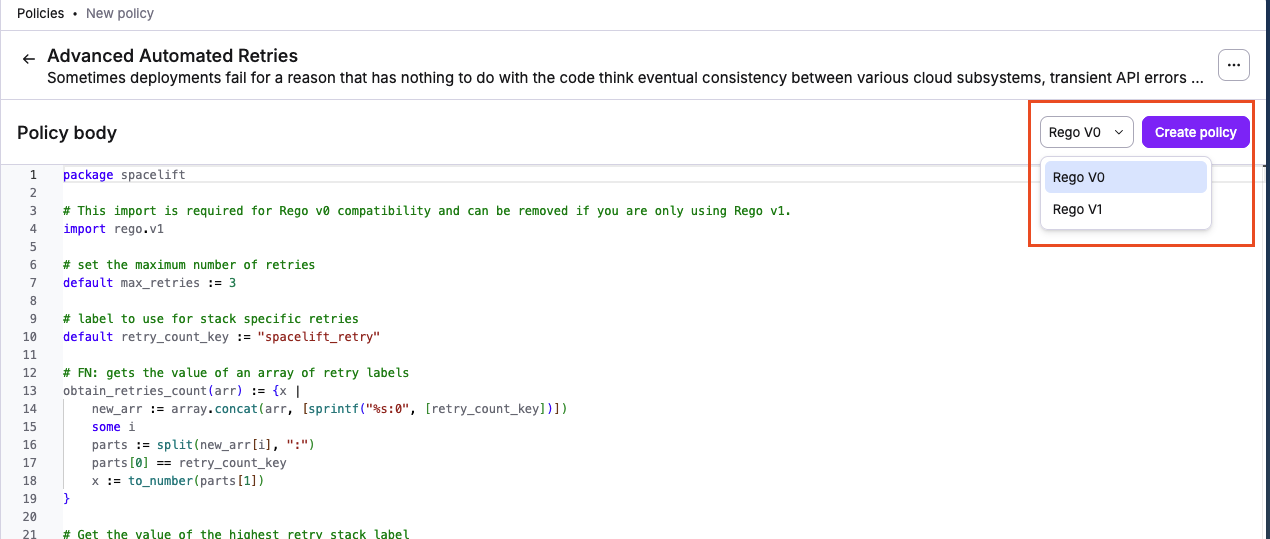 Policies • New policy
← Advanced Automated Retries
Sometimes deployments fail for a reason that has nothing to do with the code think eventual consistency between various cloud subsystems, transient API errors ...
Policy body
Rego V0
Create policy
Rego V0
Rego V1
1 package spacelift
2
3 # This import is required for Rego v0 compatibility and can be removed if you are only using Rego v1.
4 import rego.v1
5
6 # set the maximum number of retries
7 default max_retries := 3
8
9 # label to use for stack specific retries
10 default retry_count_key := "spacelift_retry"
11
12 # FN: gets the value of an array of retry labels
13 obtain_retries_count(arr) := {x |
14     new_arr := array.concat(arr, [sprintf("%s:0", [retry_count_key])])
15     some i
16     parts := split(new_arr[i], ":")
17     parts[0] == retry_count_key
18     x := to_number(parts[1])
19 }
20
21 # Get the value of the highest retry stack label